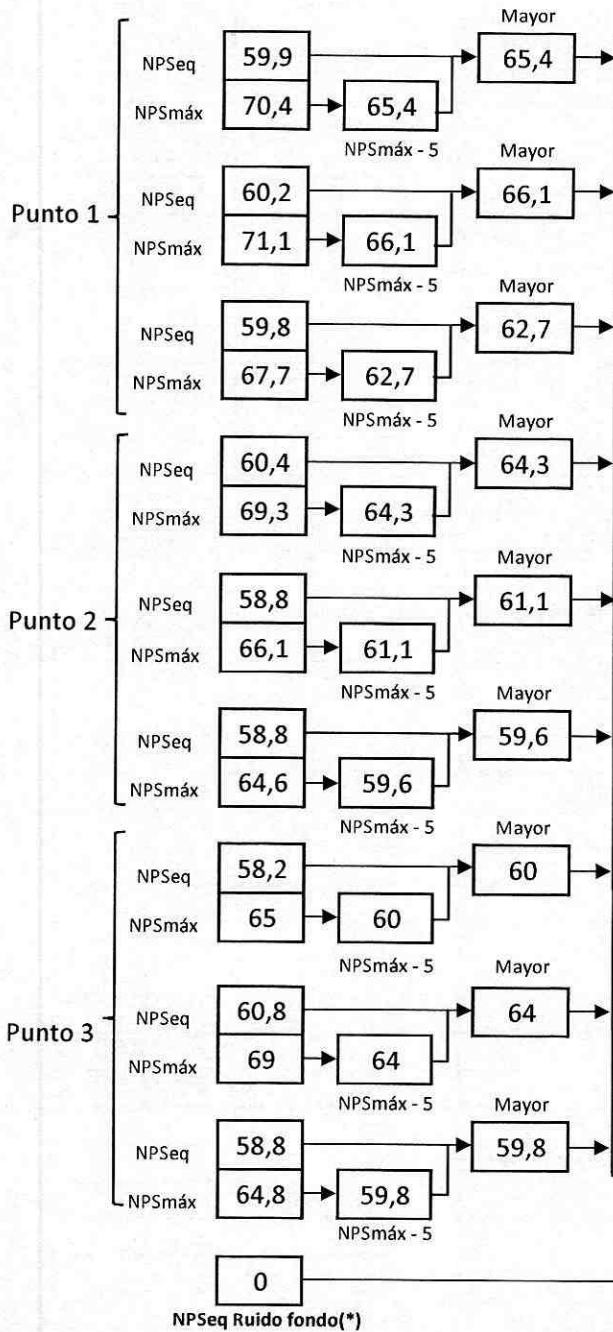 Mayor
NPSeq 59,9 65,4
NPSmáx 70,4 65,4
NPSmáx - 5
Mayor
NPSeq 60,2 66,1
Punto 1
NPSmáx 71,1 66,1
NPSmáx - 5
Mayor
NPSeq 59,8 62,7
NPSmáx 67,7 62,7
NPSmáx - 5
Mayor
NPSeq 60,4 64,3
NPSmáx 69,3 64,3
NPSmáx - 5
Mayor
NPSeq 58,8 61,1
Punto 2
NPSmáx 66,1 61,1
NPSmáx - 5
Mayor
NPSeq 58,8 59,6
NPSmáx 64,6 59,6
NPSmáx - 5
Mayor
NPSeq 58,2 60
NPSmáx 65 60
NPSmáx - 5
Mayor
NPSeq 60,8 64
Punto 3
NPSmáx 69 64
NPSmáx - 5
Mayor
NPSeq 58,8 59,8
NPSmáx 64,8 59,8
NPSmáx - 5
0
NPSeq Ruido fondo(*)